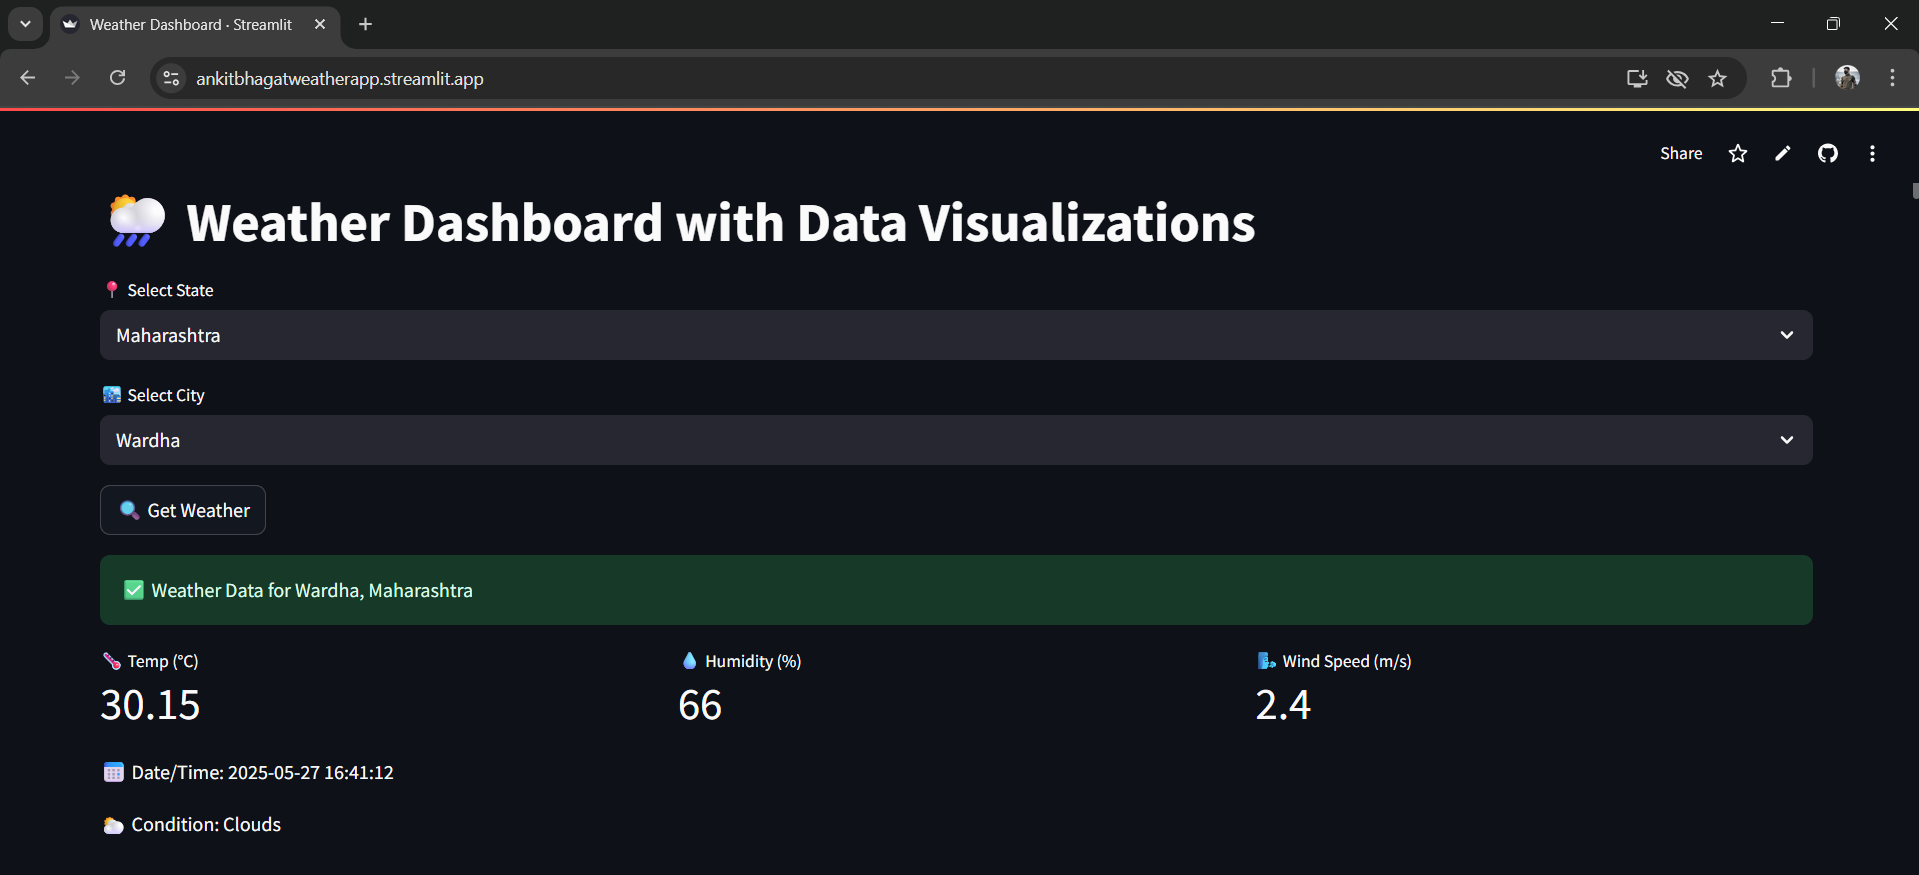 Weather Dashboard · Streamlit
ankitbhagatweatherapp.streamlit.app
Share
Weather Dashboard with Data Visualizations
Select State
Maharashtra
Select City
Wardha
Get Weather
Weather Data for Wardha, Maharashtra
Temp (°C) Humidity (%) Wind Speed (m/s)
30.15 66 2.4
Date/Time: 2025-05-27 16:41:12
Condition: Clouds